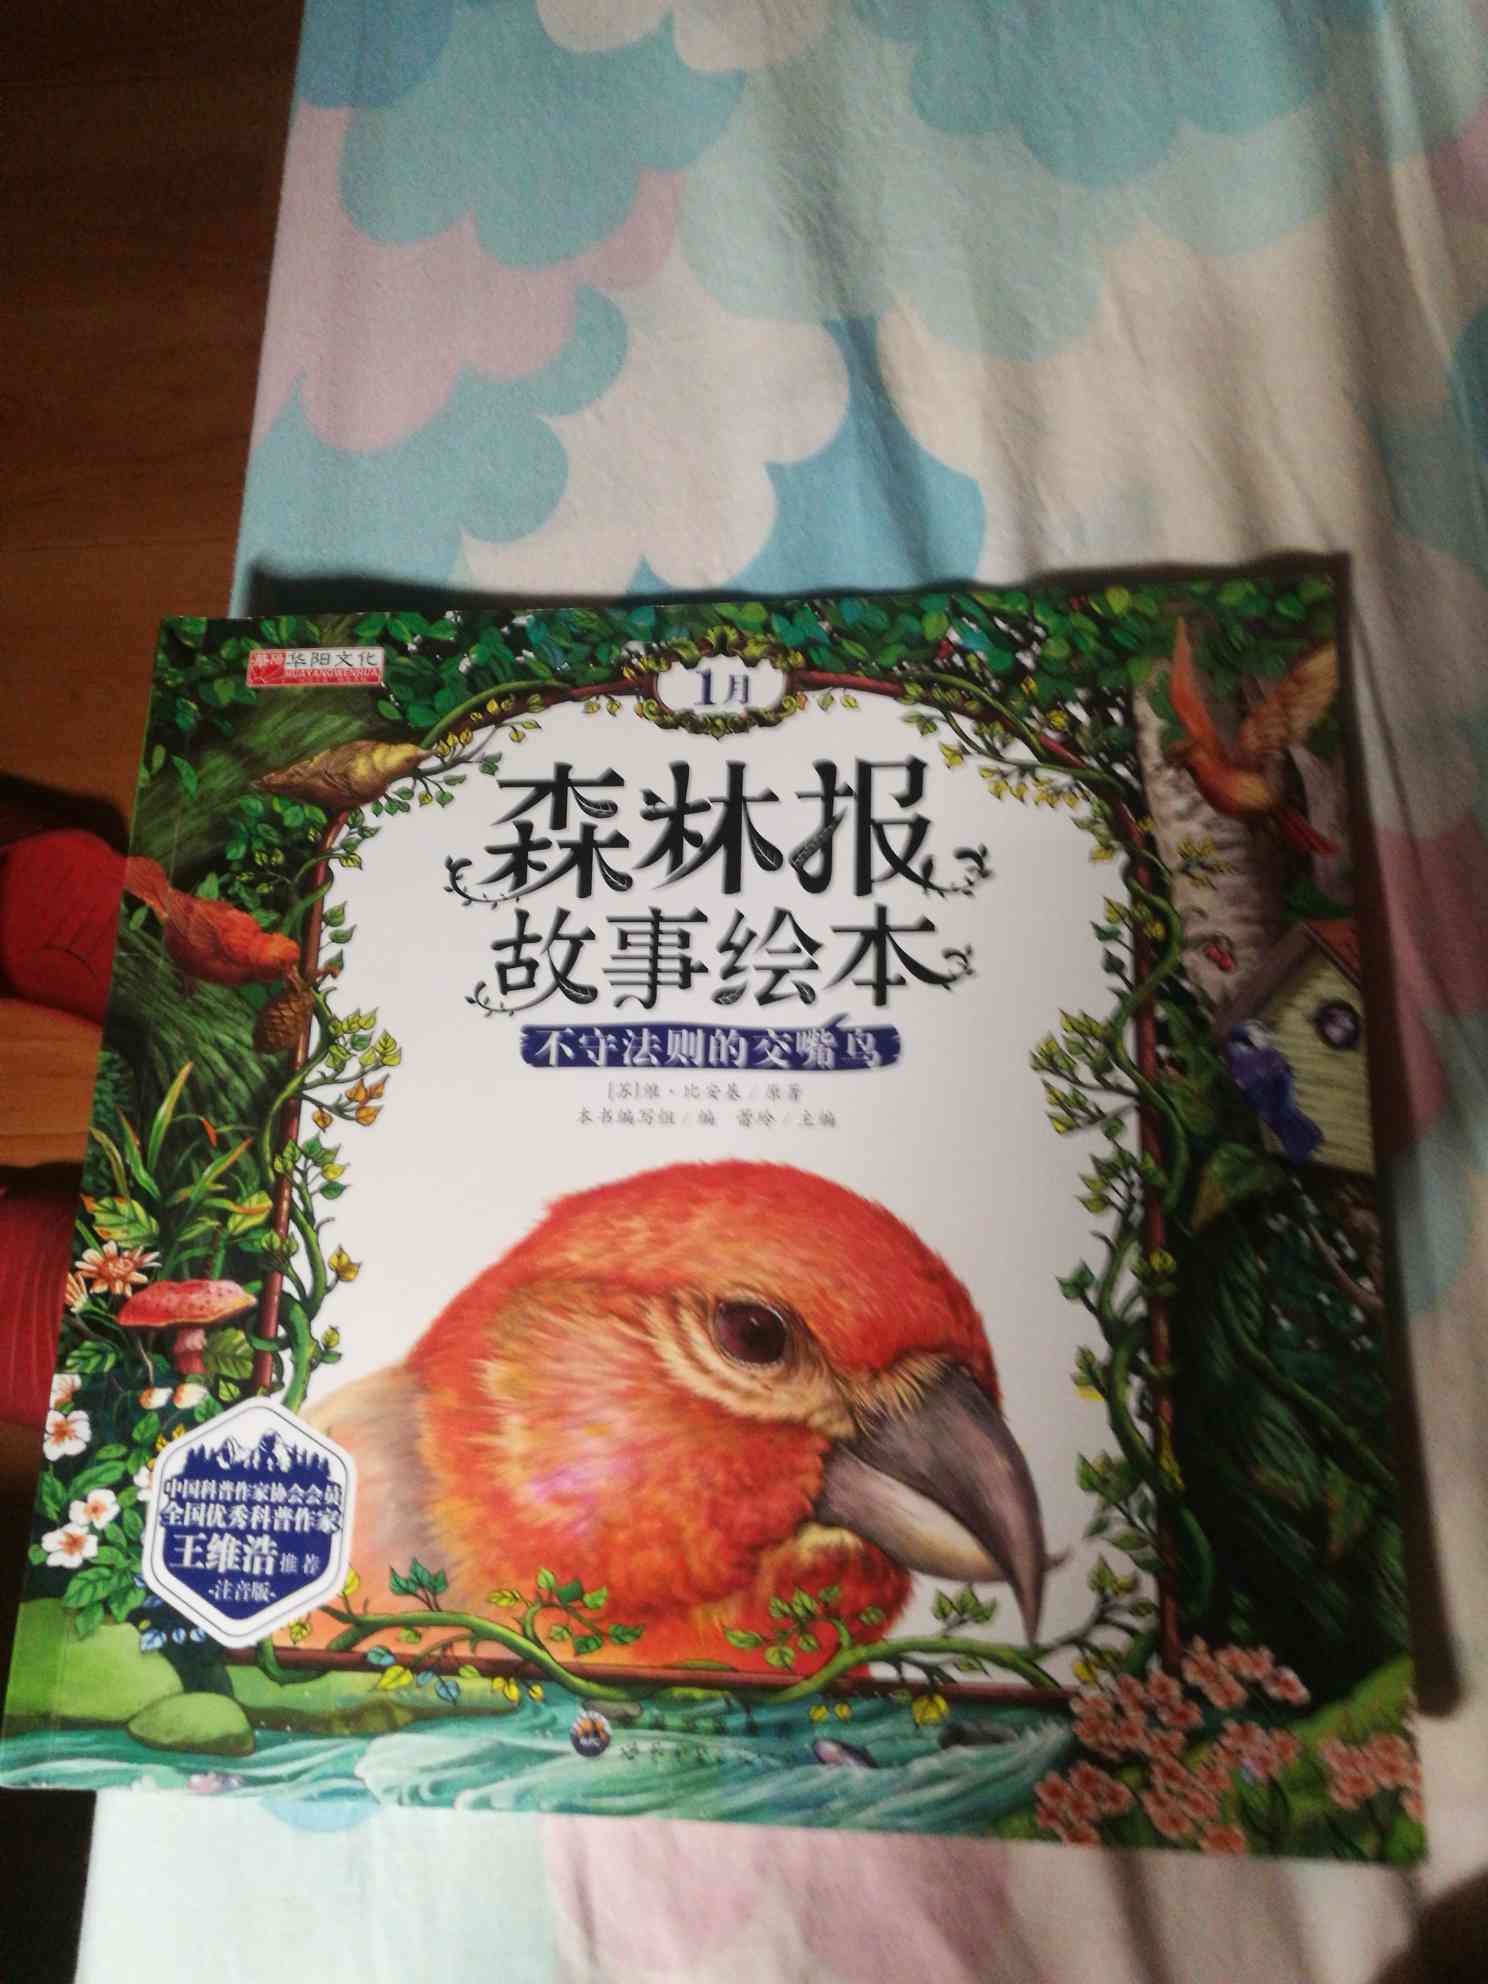 华阳文化
HUAYANGWENHUA
1月
森林报
故事绘本
不守法则的交嘴鸟
[苏]维·比安基/原著
本书编写组/编 蕾玲/主编
中国科普作家协会会员
全国优秀科普作家
王维浩 推荐
-注音版-